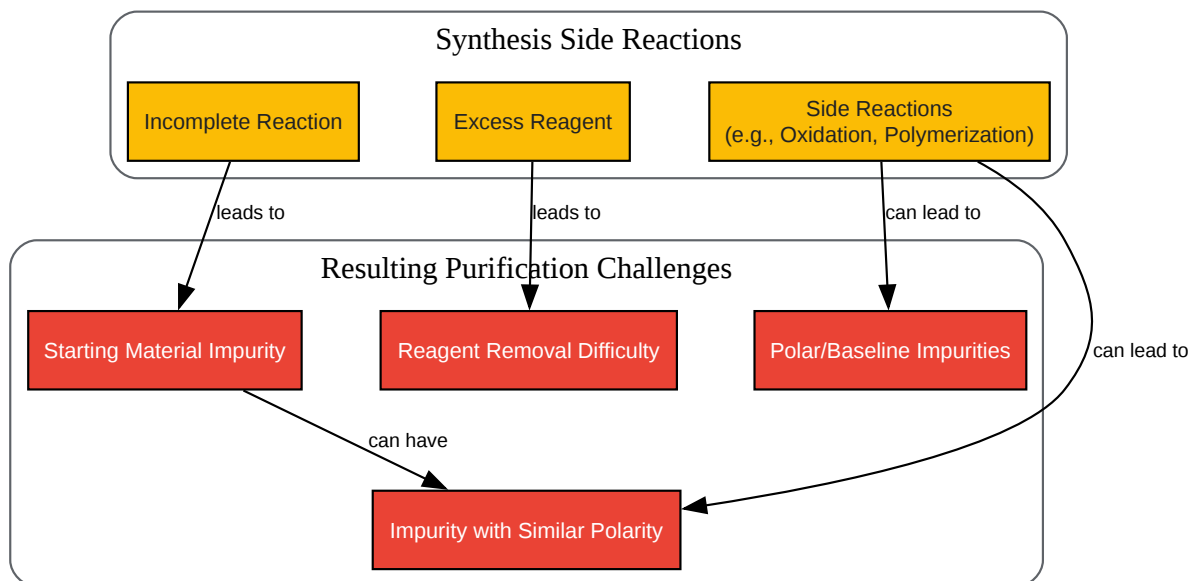 Synthesis Side Reactions
Incomplete Reaction
Excess Reagent
Side Reactions
(e.g., Oxidation, Polymerization)
leads to
leads to
can lead to
Resulting Purification Challenges
Starting Material Impurity
Reagent Removal Difficulty
Polar/Baseline Impurities
can lead to
can have
Impurity with Similar Polarity